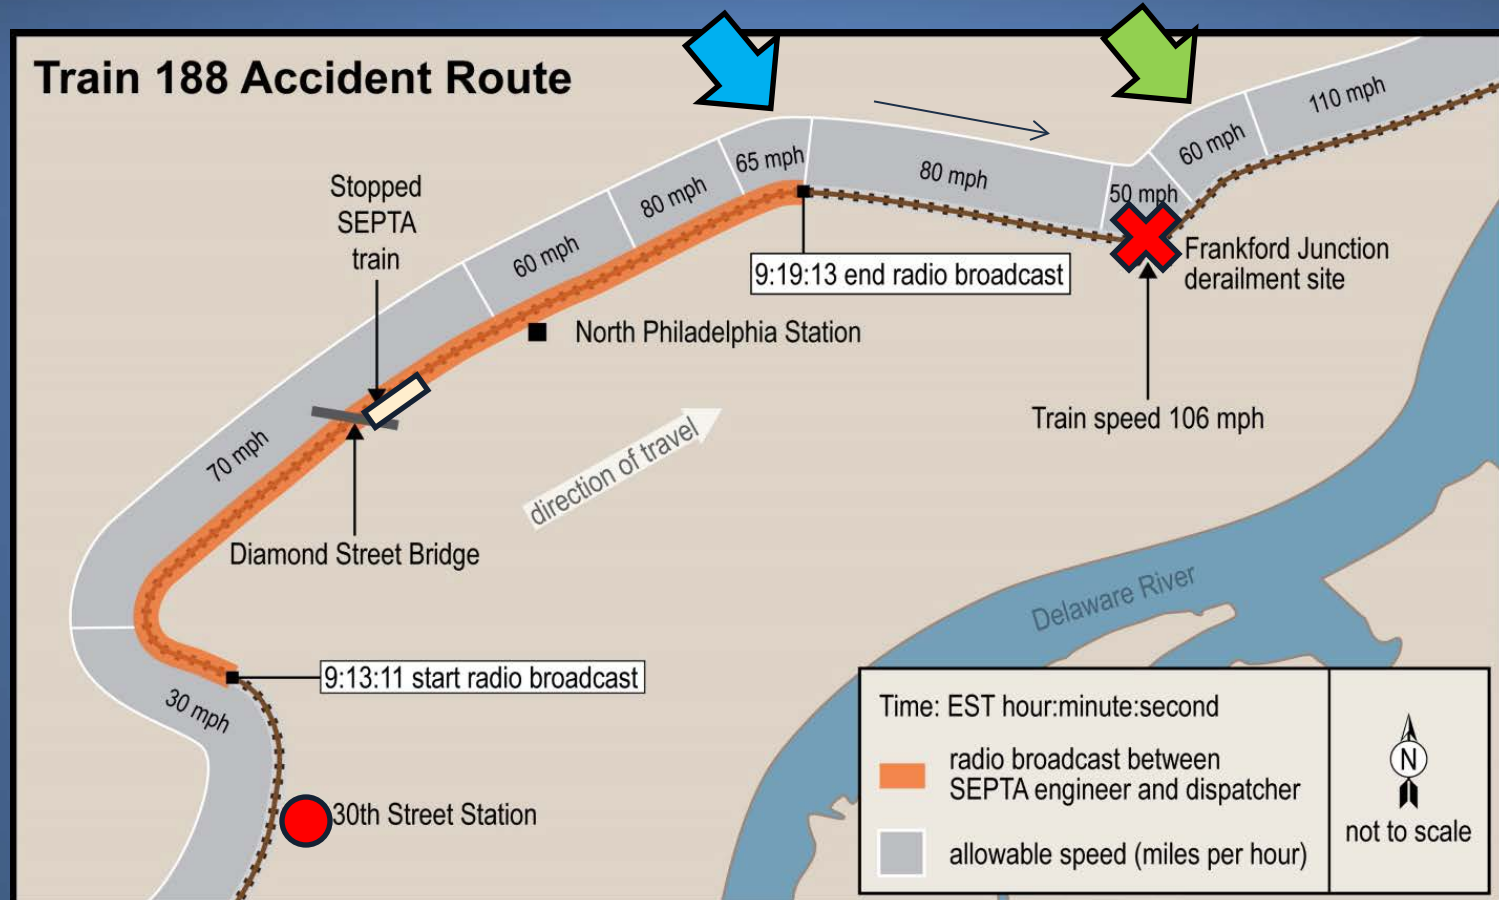 Train 188 Accident Route
110 mph
60 mph
65 mph
80 mph
50 mph
80 mph
Stopped
SEPTA
train
60 mph
Frankford Junction
derailment site
9:19:13 end radio broadcast
North Philadelphia Station
Train speed 106 mph
70 mph
direction of travel
Diamond Street Bridge
Delaware River
9:13:11 start radio broadcast
30 mph
30th Street Station
Time: EST hour:minute:second
radio broadcast between
SEPTA engineer and dispatcher
allowable speed (miles per hour)
N
not to scale